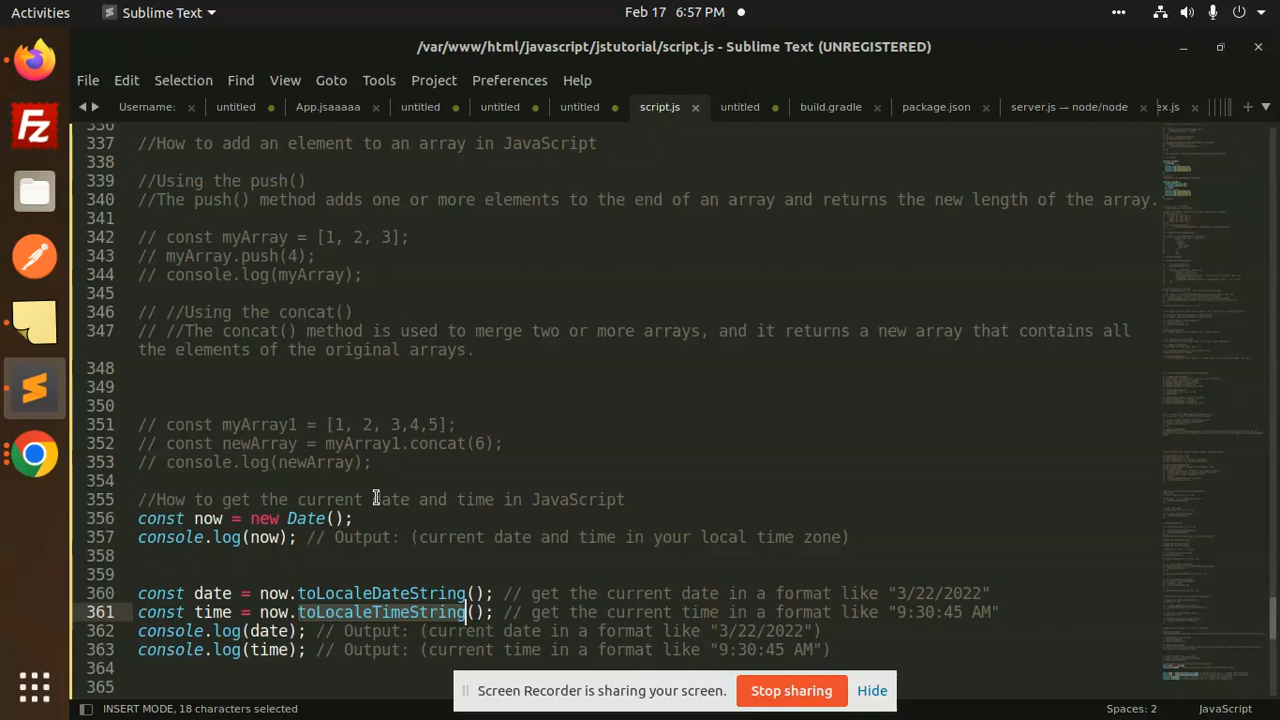 Activities
Sublime Text
Feb 17 6:57 PM
/var/www/html/javascript/jstutorial/script.js - Sublime Text (UNREGISTERED)
File Edit Selection Find View Goto Tools Project Preferences Help
Username: untitled App.jsaaaaa untitled untitled untitled script.js untitled build.gradle package.json server.js — node/node ex.js
336
337 //How to add an element to an array in JavaScript
338
339 //Using the push()
340 //The push() method adds one or more elements to the end of an array and returns the new length of the array.
341
342 // const myArray = [1, 2, 3];
343 // myArray.push(4);
344 // console.log(myArray);
345
346 // //Using the concat()
347 // //The concat() method is used to merge two or more arrays, and it returns a new array that contains all
the elements of the original arrays.
348
349
350
351 // const myArray1 = [1, 2, 3,4,5];
352 // const newArray = myArray1.concat(6);
353 // console.log(newArray);
354
355 //How to get the current date and time in JavaScript
356 const now = new Date();
357 console.log(now); // Output: (current date and time in your local time zone)
358
359
360 const date = now.toLocaleDateString(); // get the current date in a format like "3/22/2022"
361 const time = now.toLocaleTimeString(); // get the current time in a format like "9:30:45 AM"
362 console.log(date); // Output: (current date in a format like "3/22/2022")
363 console.log(time); // Output: (current time in a format like "9:30:45 AM")
364
365
Screen Recorder is sharing your screen. Stop sharing Hide
INSERT MODE, 18 characters selected
Spaces: 2 JavaScript